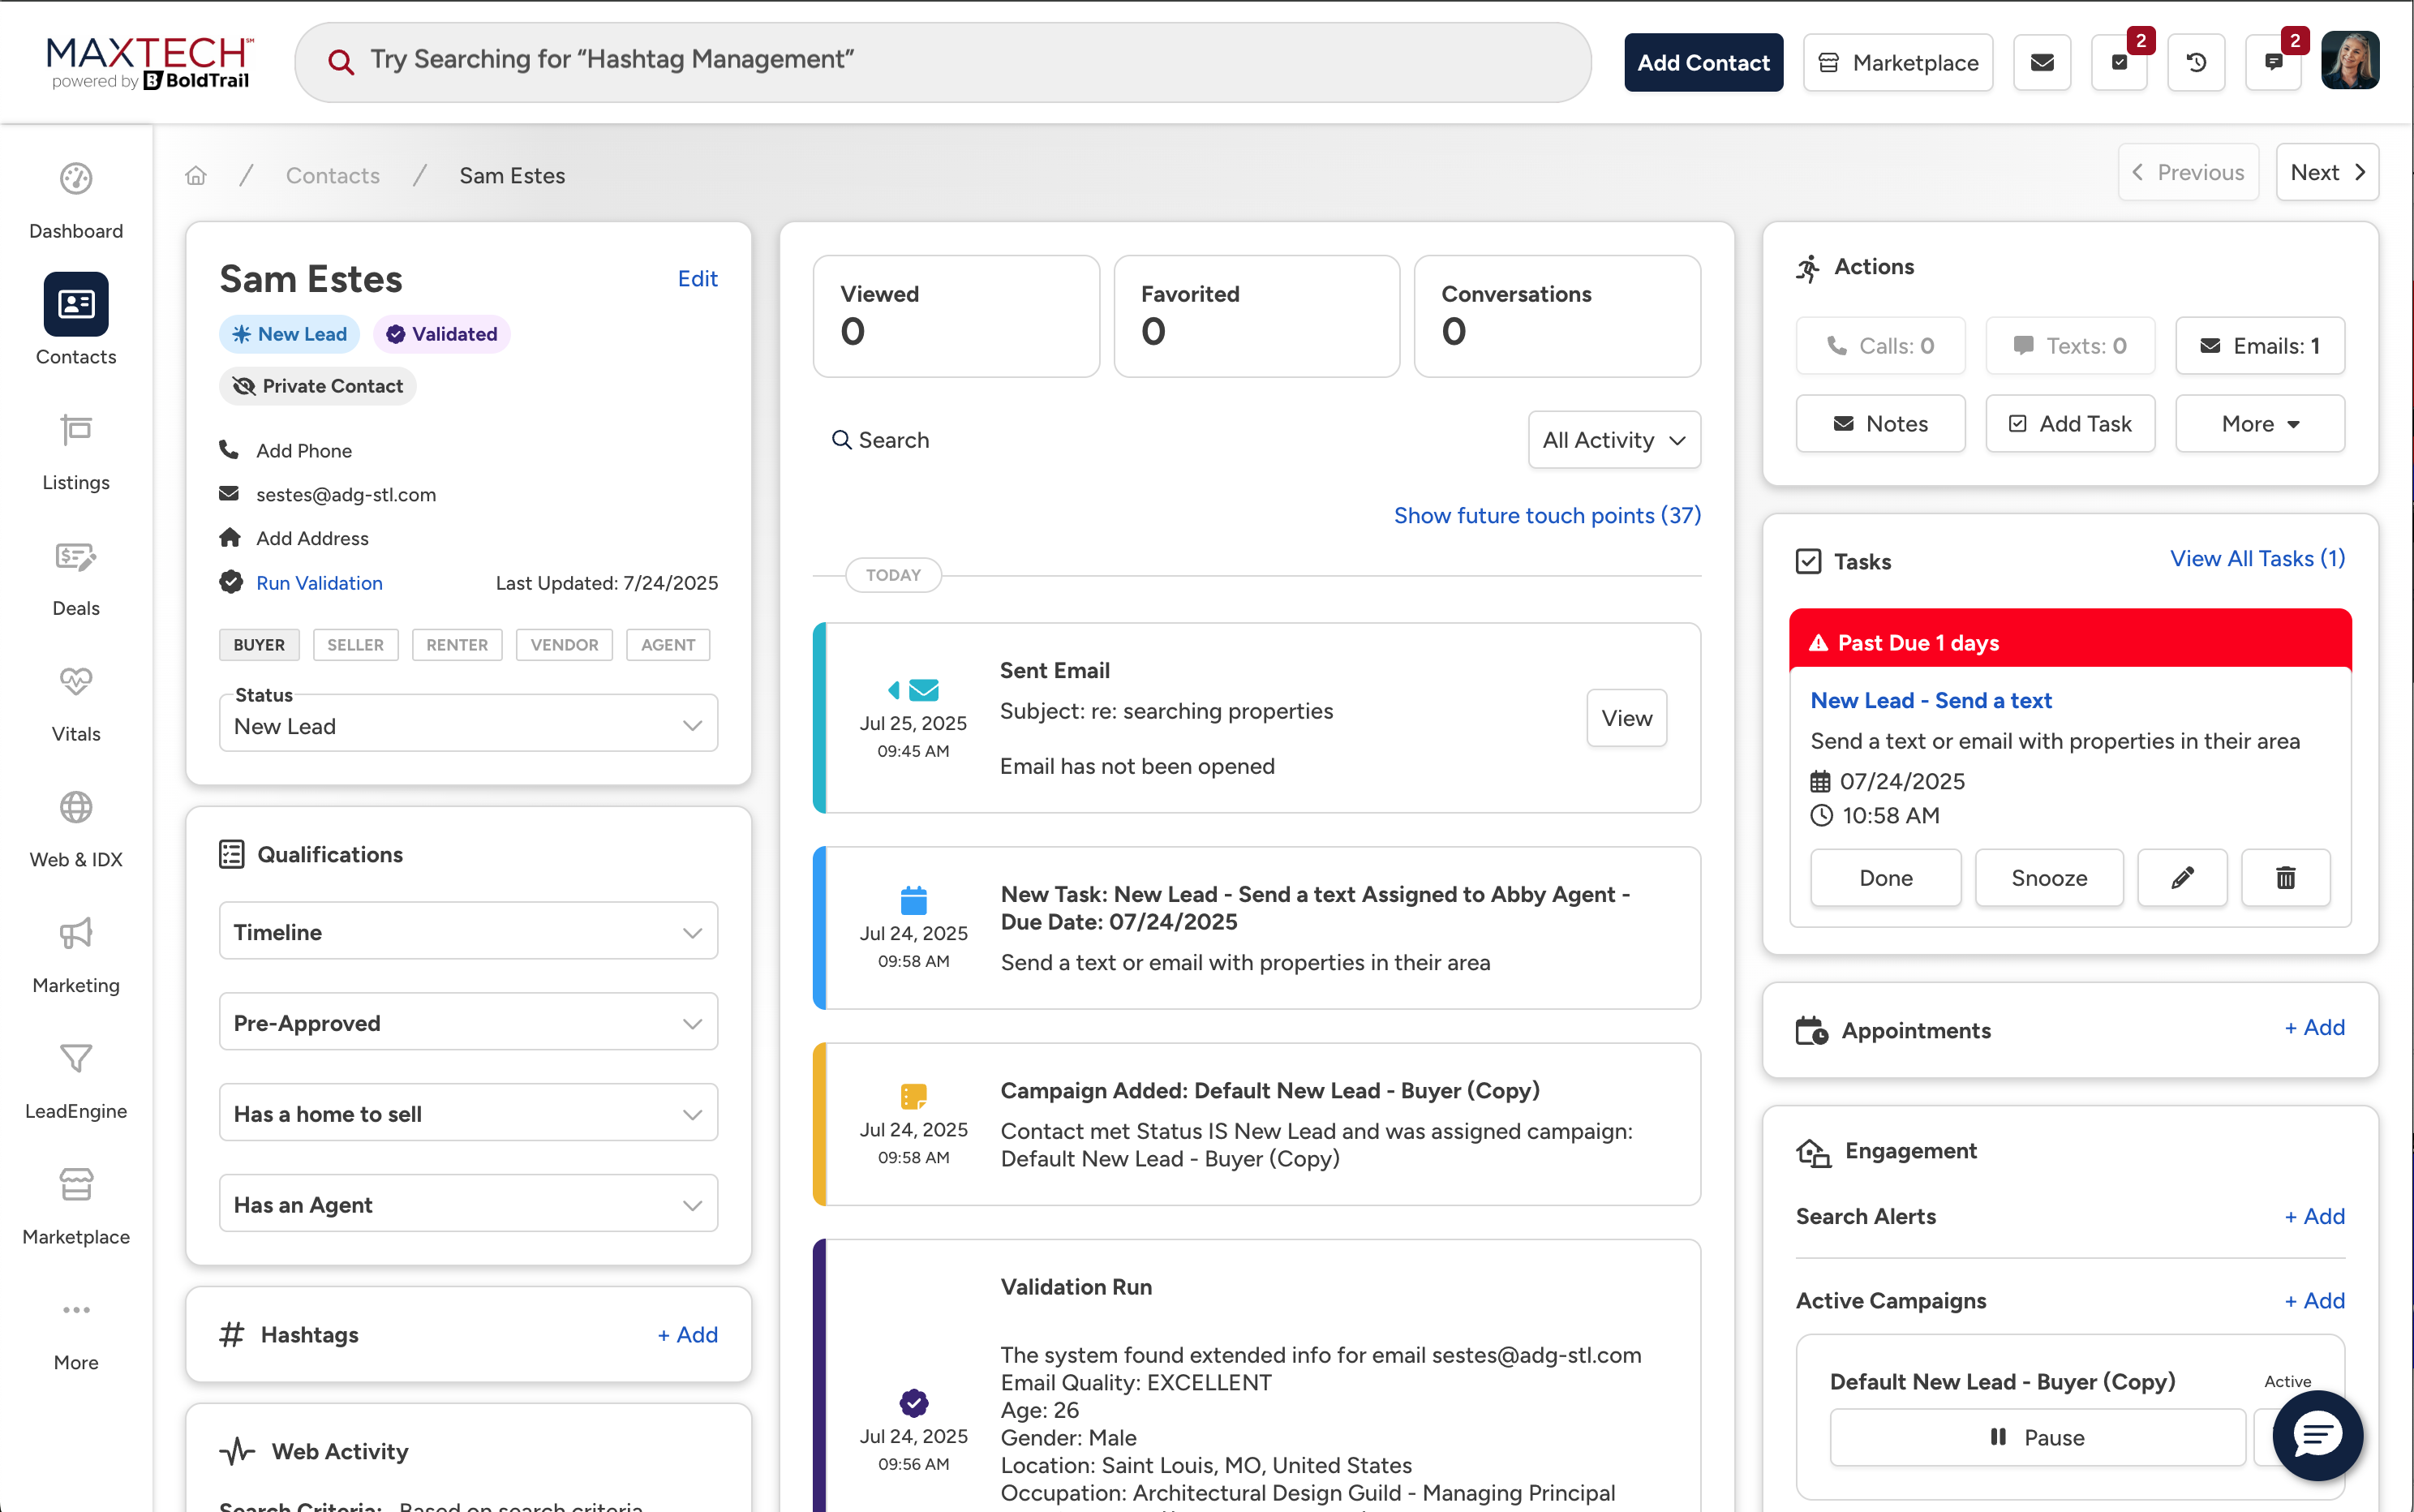 MAXTECH
powered by BoldTrail
Try Searching for “Hashtag Management”
Add Contact
Marketplace
2
2
Dashboard
Contacts
Listings
Deals
Vitals
Web & IDX
Marketing
LeadEngine
Marketplace
More
Contacts / Sam Estes
Previous
Next
Sam Estes
Edit
New Lead
Validated
Private Contact
Add Phone
sestes@adg-stl.com
Add Address
Run Validation
Last Updated: 7/24/2025
BUYER
SELLER
RENTER
VENDOR
AGENT
Status
New Lead
Qualifications
Timeline
Pre-Approved
Has a home to sell
Has an Agent
Hashtags
+ Add
Web Activity
Search Criteria: Based on search criteria
Viewed
0
Favorited
0
Conversations
0
Search
All Activity
Show future touch points (37)
TODAY
Jul 25, 2025
09:45 AM
Sent Email
Subject: re: searching properties
Email has not been opened
View
Jul 24, 2025
09:58 AM
New Task: New Lead - Send a text Assigned to Abby Agent -
Due Date: 07/24/2025
Send a text or email with properties in their area
Jul 24, 2025
09:58 AM
Campaign Added: Default New Lead - Buyer (Copy)
Contact met Status IS New Lead and was assigned campaign:
Default New Lead - Buyer (Copy)
Jul 24, 2025
09:56 AM
Validation Run
The system found extended info for email sestes@adg-stl.com
Email Quality: EXCELLENT
Age: 26
Gender: Male
Location: Saint Louis, MO, United States
Occupation: Architectural Design Guild - Managing Principal
Actions
Calls: 0
Texts: 0
Emails: 1
Notes
Add Task
More
Tasks
View All Tasks (1)
Past Due 1 days
New Lead - Send a text
Send a text or email with properties in their area
07/24/2025
10:58 AM
Done
Snooze
Appointments
+ Add
Engagement
Search Alerts
+ Add
Active Campaigns
+ Add
Default New Lead - Buyer (Copy)
Active
Pause